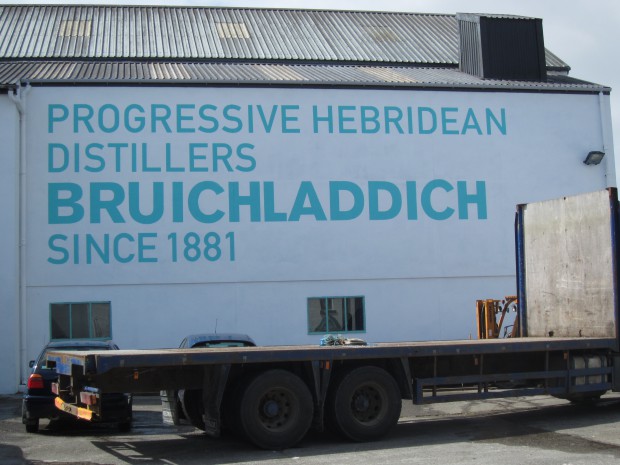 PROGRESSIVE HEBRIDEAN
DISTILLERS
BRUICHLADDICH
SINCE 1881